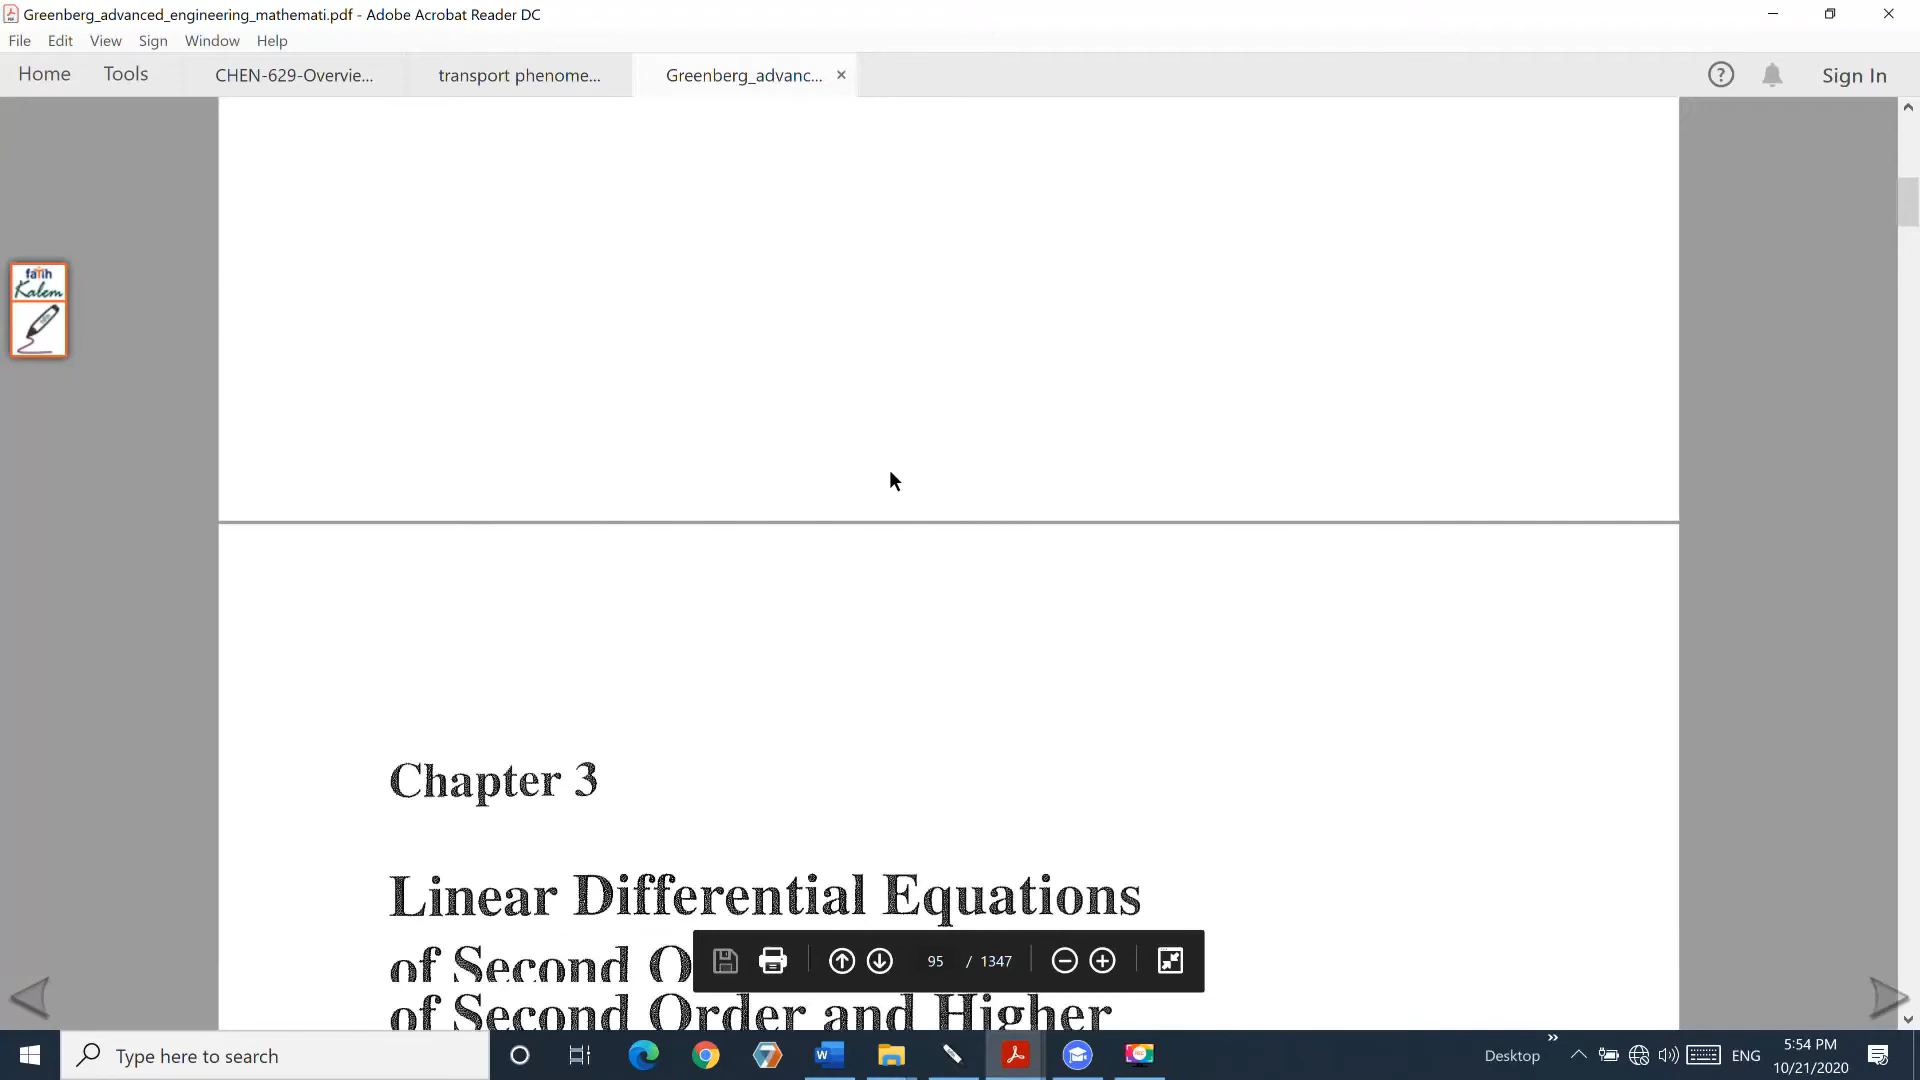 Greenberg_advanced_engineering_mathemati.pdf - Adobe Acrobat Reader DC
File Edit View Sign Window Help
Home Tools CHEN-629-Overvie... transport phenome... Greenberg_advanc... × ? Sign In
fatih
Kalem
Chapter 3
Linear Differential Equations
of Second O
95 / 1347
of Second Order and Higher
Type here to search
Desktop
ENG
5:54 PM
10/21/2020